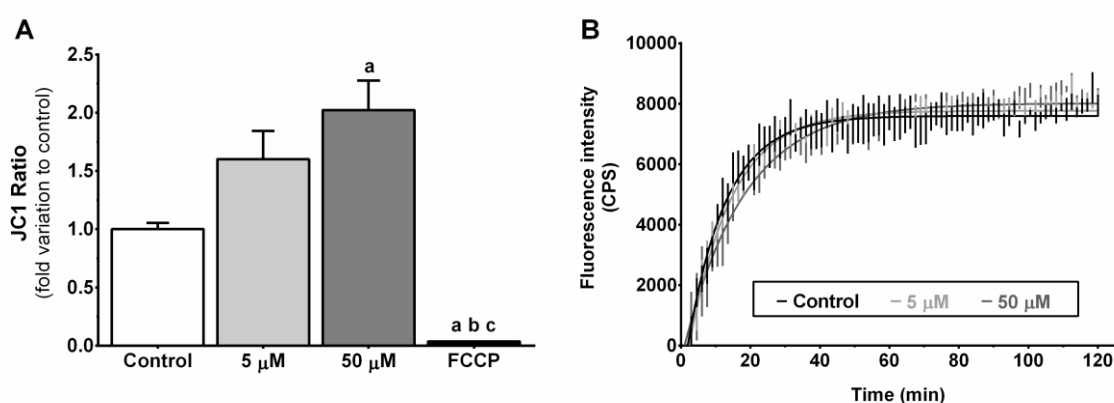 A
JC1 Ratio
(fold variation to control)
2.5
2.0
1.5
1.0
0.5
0.0
a
a b c
Control
5 μM
50 μM
FCCP
B
Fluorescence intensity
(CPS)
10000
8000
6000
4000
2000
0
Control
5 μM
50 μM
0
20
40
60
80
100
120
Time (min)